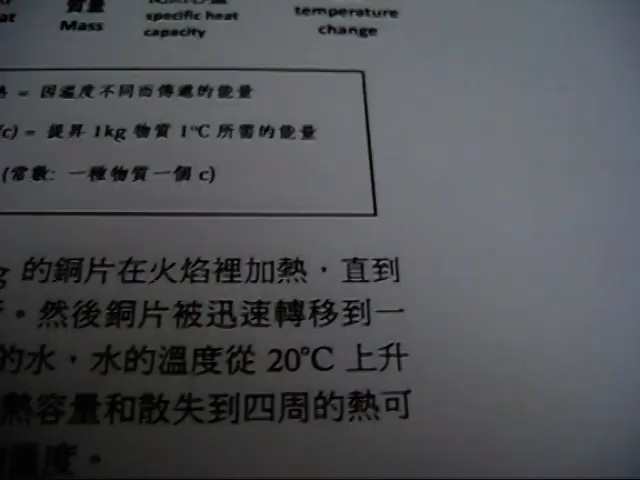 質量
Mass
specific heat
capacity
temperature
change
= 因溫度不同而傳遞的能量
(c) = 提昇 1kg 物質 1°C 所需的能量
(常數: 一種物質一個 c)
g 的銅片在火焰裡加熱，直到
。然後銅片被迅速轉移到一
的水，水的溫度從 20°C 上升
熱容量和散失到四周的熱可
溫度。